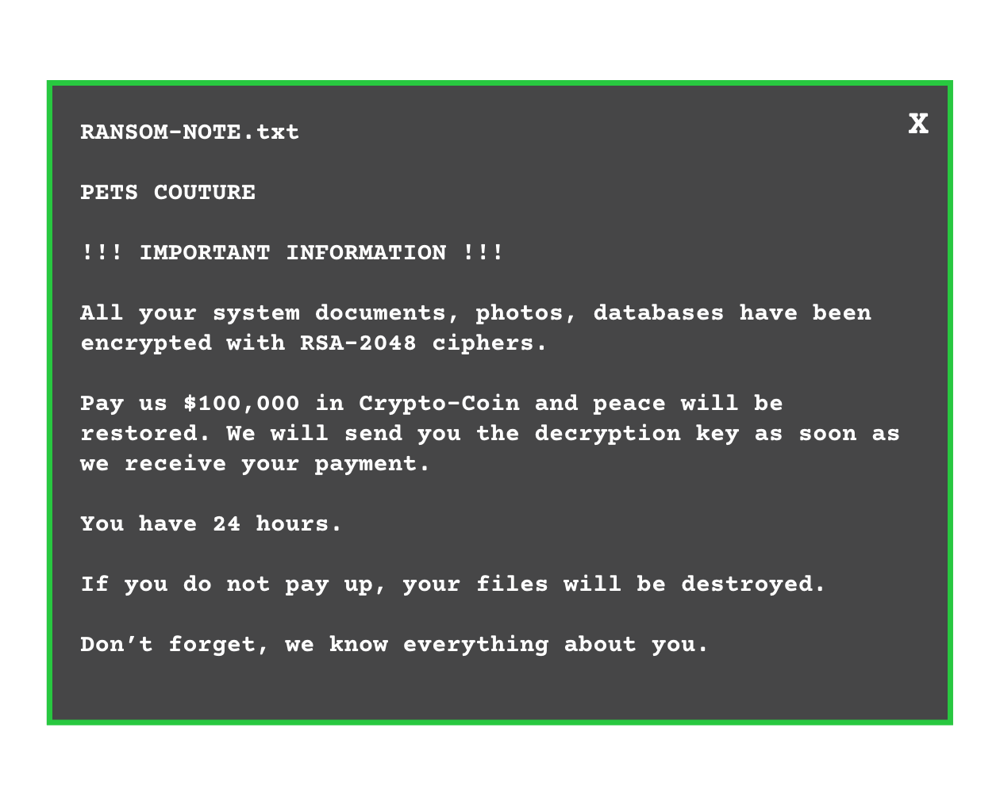 RANSOM-NOTE.txt
X
PETS COUTURE
!!! IMPORTANT INFORMATION !!!
All your system documents, photos, databases have been
encrypted with RSA-2048 ciphers.
Pay us $100,000 in Crypto-Coin and peace will be
restored. We will send you the decryption key as soon as
we receive your payment.
You have 24 hours.
If you do not pay up, your files will be destroyed.
Don’t forget, we know everything about you.